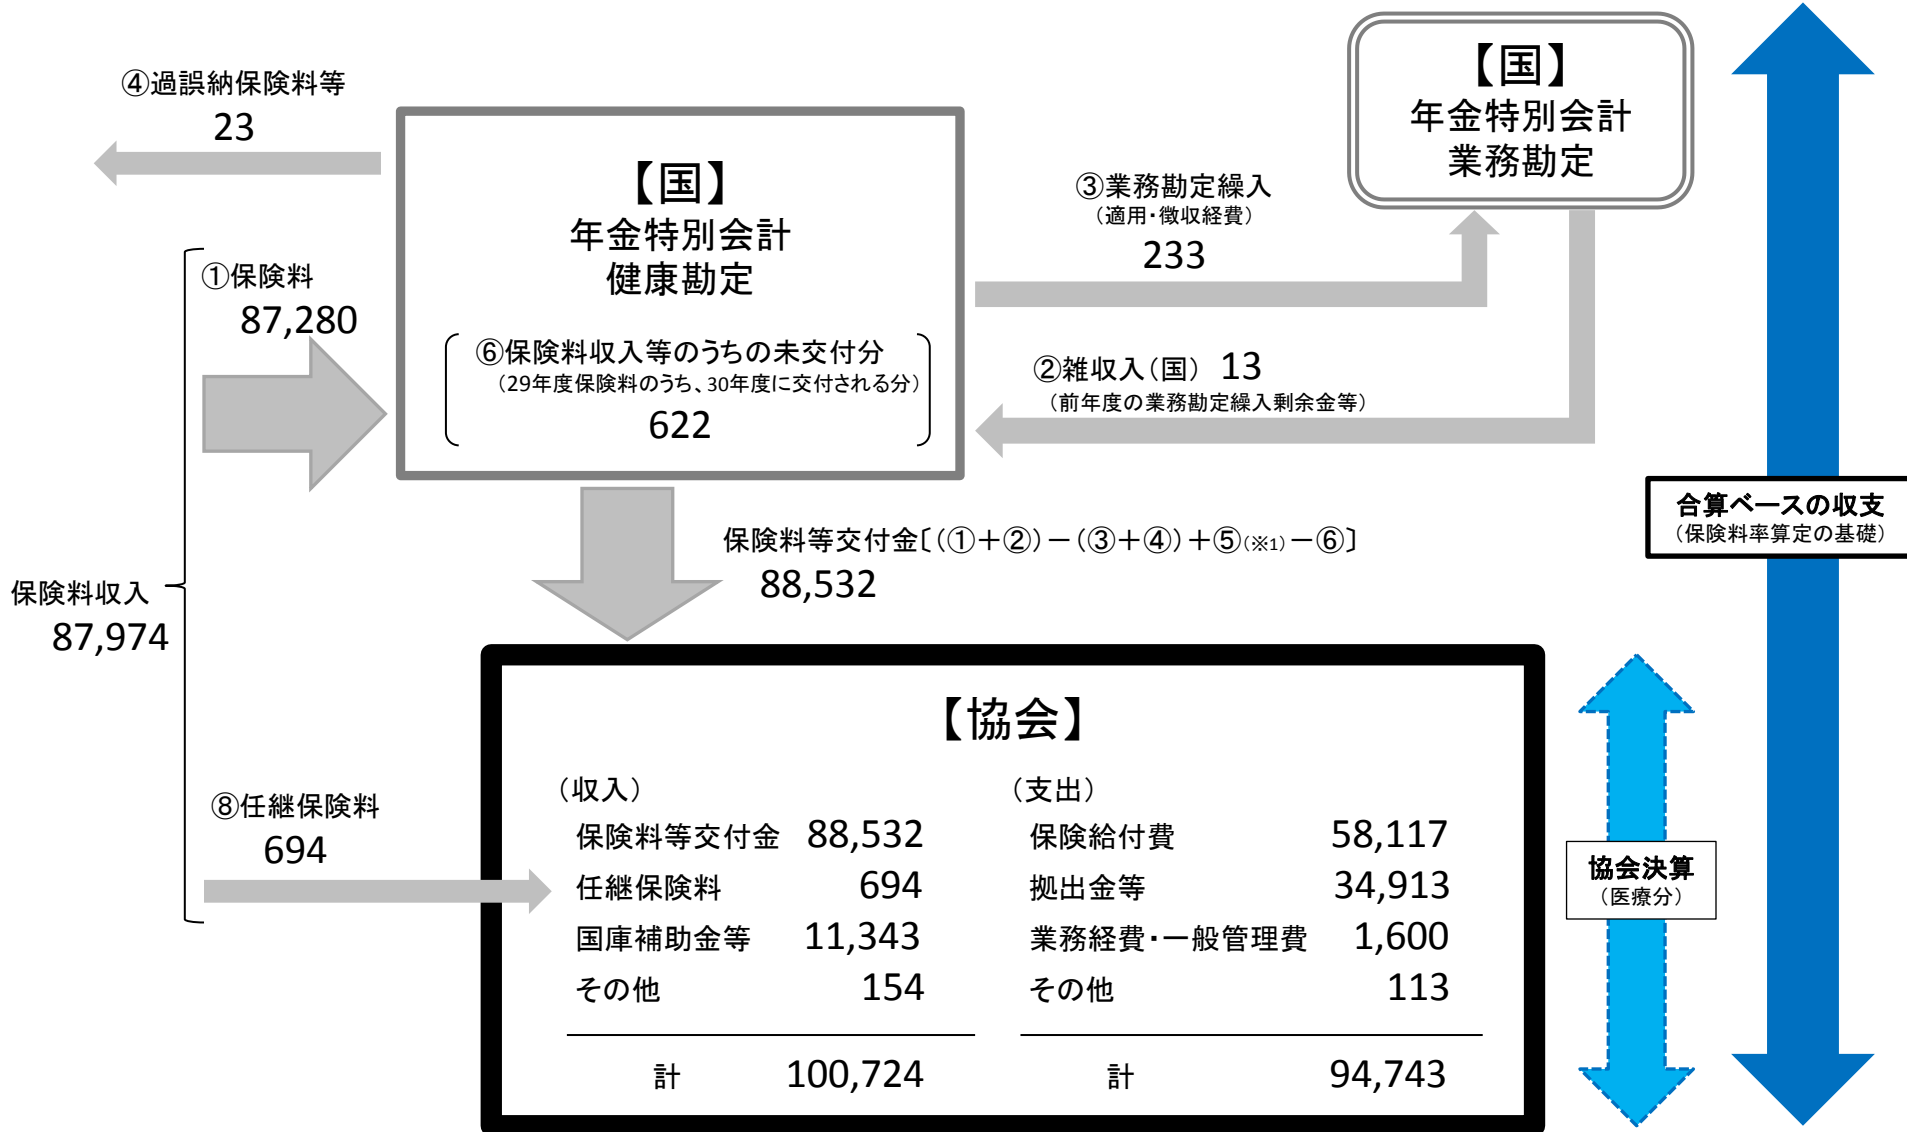 ④過誤納保険料等
23
【国】
年金特別会計
健康勘定
⑥保険料収入等のうちの未交付分
（29年度保険料のうち、30年度に交付される分）
622
【国】
年金特別会計
業務勘定
③業務勘定繰入
（適用・徴収経費）
233
②雑収入（国） 13
（前年度の業務勘定繰入剰余金等）
①保険料
87,280
保険料収入
87,974
保険料等交付金〔（①＋②）－（③＋④）＋⑤（※1）－⑥〕
88,532
合算ベースの収支
（保険料率算定の基礎）
⑧任継保険料
694
【協会】
（収入）
保険料等交付金 88,532
任継保険料 694
国庫補助金等 11,343
その他 154
計 100,724
（支出）
保険給付費 58,117
拠出金等 34,913
業務経費・一般管理費 1,600
その他 113
計 94,743
協会決算
（医療分）